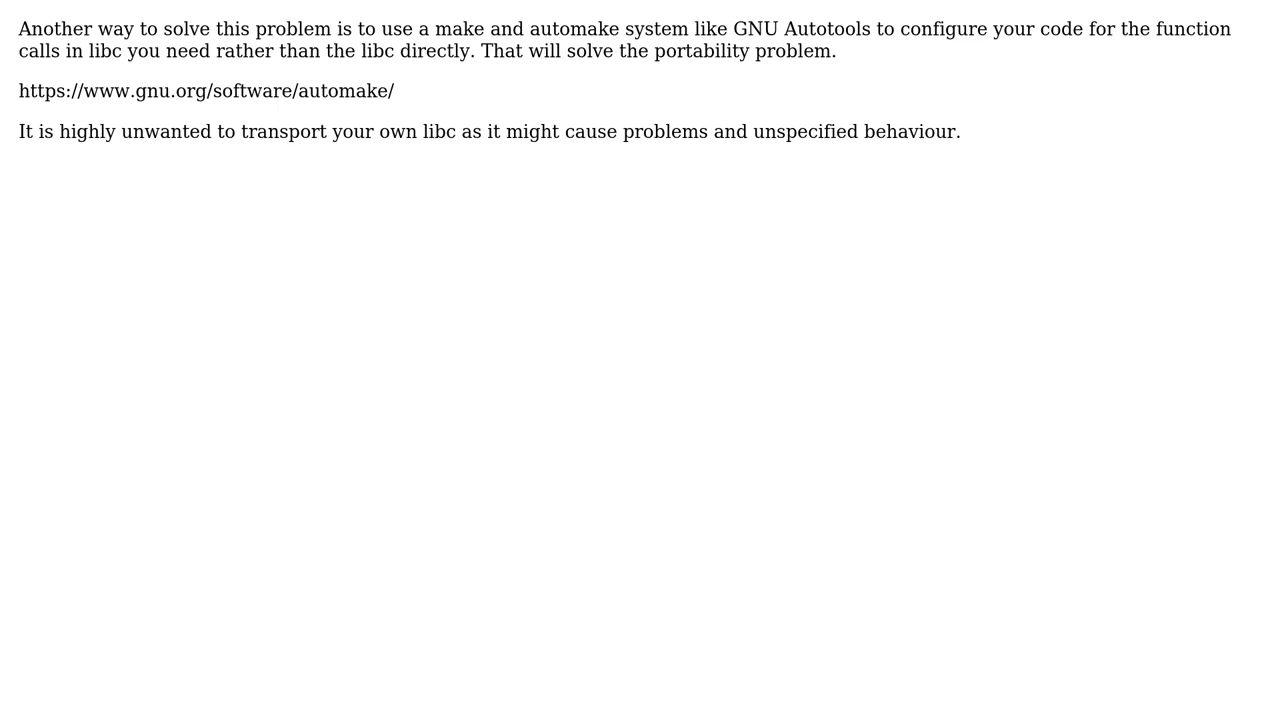 Another way to solve this problem is to use a make and automake system like GNU Autotools to configure your code for the function
calls in libc you need rather than the libc directly. That will solve the portability problem.
https://www.gnu.org/software/automake/
It is highly unwanted to transport your own libc as it might cause problems and unspecified behaviour.